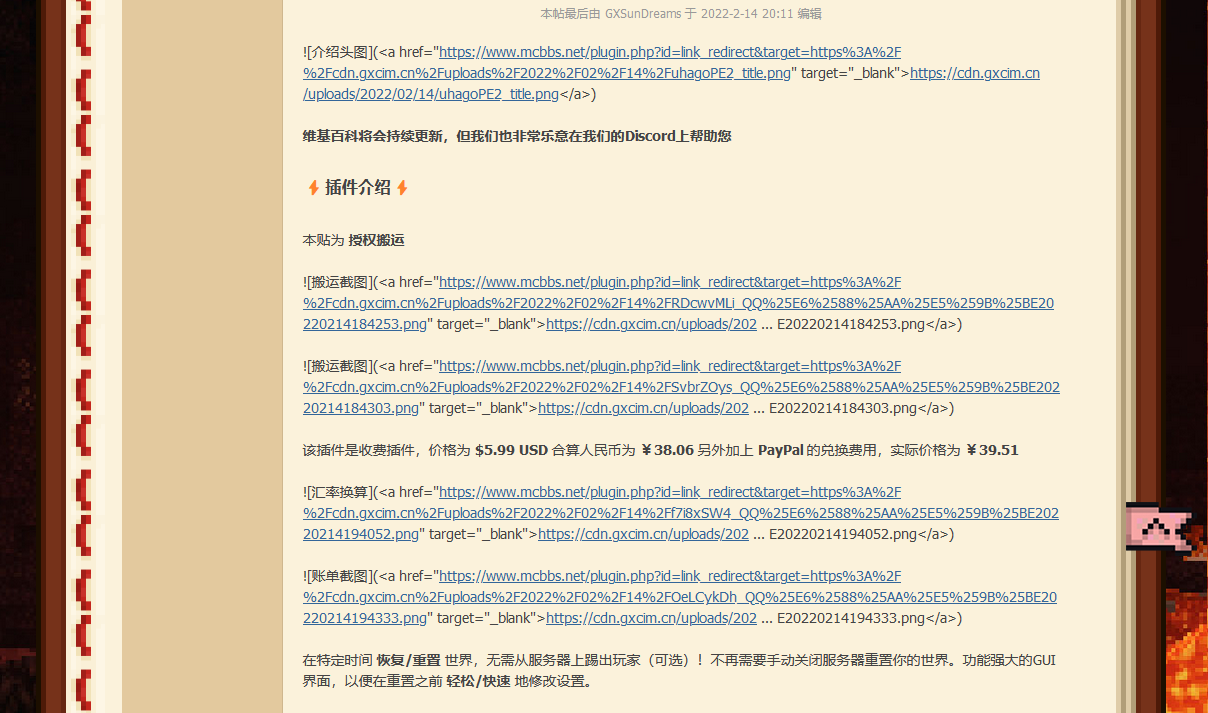 本帖最后由 GXSunDreams 于 2022-2-14 20:11 编辑
![介绍头图](<a href="https://www.mcbbs.net/plugin.php?id=link_redirect&target=https%3A%2F
%2Fcdn.gxcim.cn%2Fuploads%2F2022%2F02%2F14%2FuhagoPE2_title.png" target="_blank">https://cdn.gxcim.cn
/uploads/2022/02/14/uhagoPE2_title.png</a>)
维基百科将会持续更新，但我们也非常乐意在我们的Discord上帮助您
插件介绍
本贴为 授权搬运
![搬运截图](<a href="https://www.mcbbs.net/plugin.php?id=link_redirect&target=https%3A%2F
%2Fcdn.gxcim.cn%2Fuploads%2F2022%2F02%2F14%2FRDcwvMLi_QQ%25E6%2588%25AA%25E5%259B%25BE20
220214184253.png" target="_blank">https://cdn.gxcim.cn/uploads/202 ... E20220214184253.png</a>)
![搬运截图](<a href="https://www.mcbbs.net/plugin.php?id=link_redirect&target=https%3A%2F
%2Fcdn.gxcim.cn%2Fuploads%2F2022%2F02%2F14%2FSvbrZOys_QQ%25E6%2588%25AA%25E5%259B%25BE202
20214184303.png" target="_blank">https://cdn.gxcim.cn/uploads/202 ... E20220214184303.png</a>)
该插件是收费插件，价格为 $5.99 USD 合算人民币为 ￥38.06 另外加上 PayPal 的兑换费用，实际价格为 ￥39.51
![汇率换算](<a href="https://www.mcbbs.net/plugin.php?id=link_redirect&target=https%3A%2F
%2Fcdn.gxcim.cn%2Fuploads%2F2022%2F02%2F14%2Ff7i8xSW4_QQ%25E6%2588%25AA%25E5%259B%25BE202
20214194052.png" target="_blank">https://cdn.gxcim.cn/uploads/202 ... E20220214194052.png</a>)
![账单截图](<a href="https://www.mcbbs.net/plugin.php?id=link_redirect&target=https%3A%2F
%2Fcdn.gxcim.cn%2Fuploads%2F2022%2F02%2F14%2FOeLCykDh_QQ%25E6%2588%25AA%25E5%259B%25BE20
220214194333.png" target="_blank">https://cdn.gxcim.cn/uploads/202 ... E20220214194333.png</a>)
在特定时间 恢复/重置 世界，无需从服务器上踢出玩家（可选）！不再需要手动关闭服务器重置你的世界。功能强大的GUI
界面，以便在重置之前 轻松/快速 地修改设置。